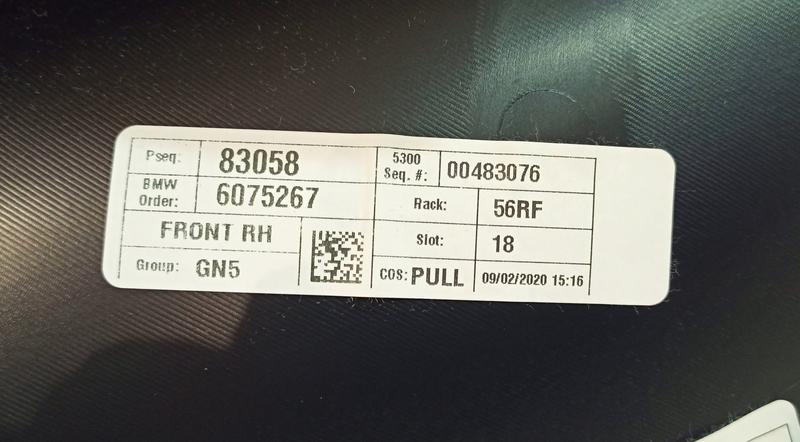 Pseq: 83058
BMW Order: 6075267
FRONT RH
Group: GN5
5300 Seq. #: 00483076
Rack: 56RF
Slot: 18
COS: PULL 09/02/2020 15:16